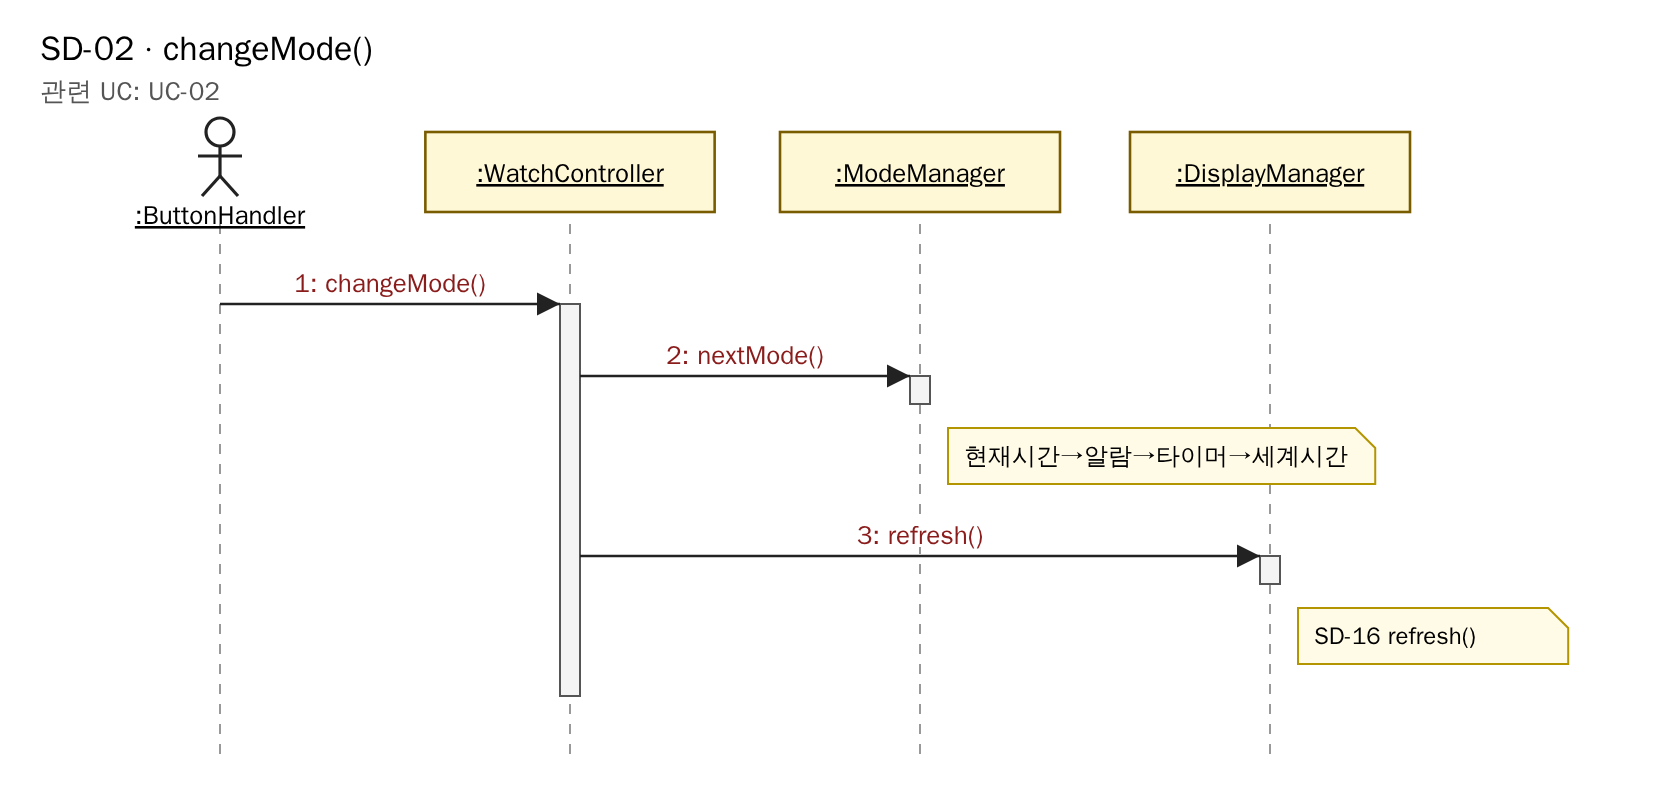 SD-02 · changeMode()
관련 UC: UC-02
:ButtonHandler
:WatchController
:ModeManager
:DisplayManager
1: changeMode()
2: nextMode()
현재시간→알람→타이머→세계시간
3: refresh()
SD-16 refresh()